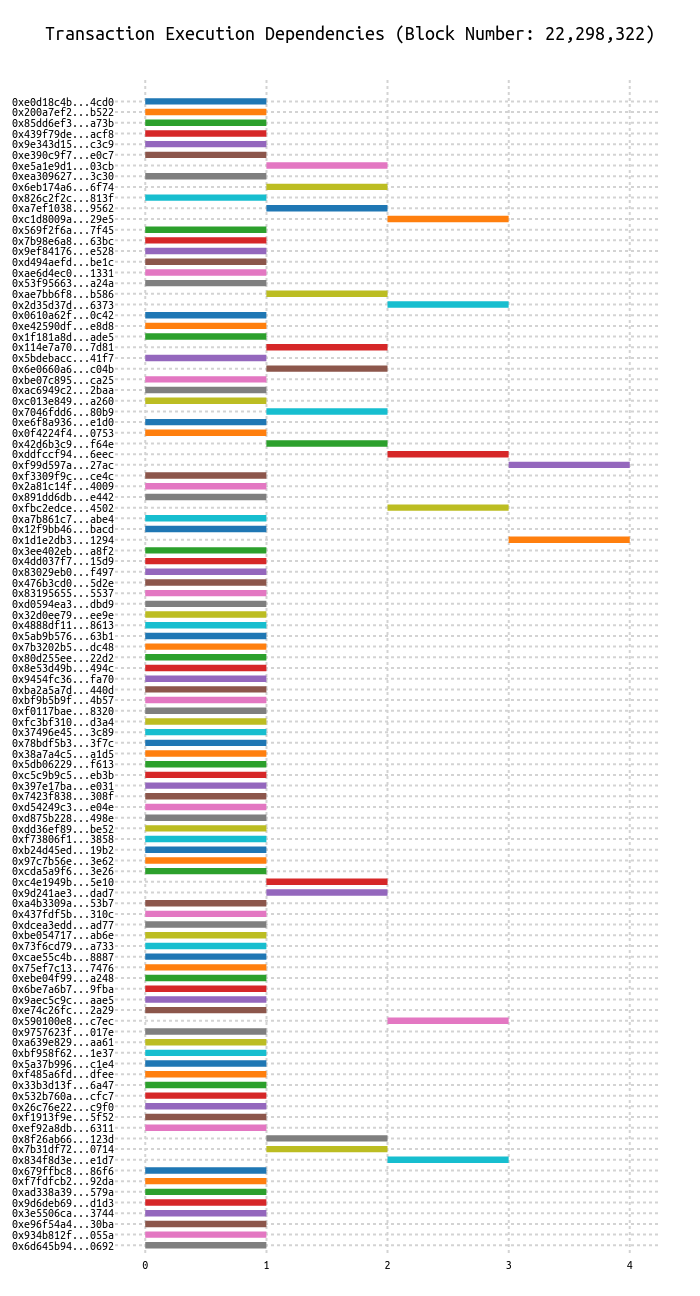 Transaction Execution Dependencies (Block Number: 22,298,322)
0xe0d18c4b...4cd0
0x200a7ef2...b522
0x85dd6ef3...a73b
0x439f79de...acf8
0x9e343d15...c3c9
0xe390c9f7...e0c7
0xe5a1e9d1...03cb
0xea309627...3c30
0x6eb174a6...6f74
0x826c2f2c...813f
0xa7ef1038...9562
0xc1d8009a...29e5
0x569f2f6a...7f45
0x7b98e6a8...63bc
0x9ef84176...e528
0xd494aefd...be1c
0xae6d4ec0...1331
0x53f95663...a24a
0xae7bb6f8...b586
0x2d35d37d...6373
0x0610a62f...0c42
0xe42590df...e8d8
0x1f181a8d...ade5
0x114e7a70...7d81
0x5bdebacc...41f7
0x6e0660a6...c04b
0xbe07c895...ca25
0xac6949c2...2baa
0xc013e849...a260
0x7046fdd6...80b9
0xe6f8a936...e1d0
0x0f4224f4...0753
0x42d6b3c9...f64e
0xddfccf94...6eec
0xf99d597a...27ac
0xf3309f9c...ce4c
0x2a81c14f...4009
0x891dd6db...e442
0xfbc2edce...4502
0xa7b861c7...abe4
0x12f9bb46...bacd
0x1d1e2db3...1294
0x3ee402eb...a8f2
0x4dd037f7...15d9
0x83029eb0...f497
0x476b3cd0...5d2e
0x83195655...5537
0xd0594ea3...dbd9
0x32d0ee79...ee9e
0x4888df11...8613
0x5ab9b576...63b1
0x7b3202b5...dc48
0x80d255ee...22d2
0x8e53d49b...494c
0x9454fc36...fa70
0xba2a5a7d...440d
0xbf9b5b9f...4b57
0xf0117bae...8320
0xfc3bf310...d3a4
0x37496e45...3c89
0x78bdf5b3...3f7c
0x38a7a4c5...a1d5
0x5db06229...f613
0xc5c9b9c5...eb3b
0x397e17ba...e031
0x7423f838...308f
0xd54249c3...e04e
0xd875b228...498e
0xdd36ef89...be52
0xf73806f1...3858
0xb24d45ed...19b2
0x97c7b56e...3e62
0xcda5a9f6...3e26
0xc4e1949b...5e10
0x9d241ae3...dad7
0xa4b3309a...53b7
0x437fdf5b...310c
0xdcea3edd...ad77
0xbe054717...ab6e
0x73f6cd79...a733
0xcae55c4b...8887
0x75ef7c13...7476
0xebe04f99...a248
0x6be7a6b7...9fba
0x9aec5c9c...aae5
0xe74c26fc...2a29
0x590100e8...c7ec
0x9757623f...017e
0xa639e829...aa61
0xbf958f62...1e37
0x5a37b996...c1e4
0xf485a6fd...dfee
0x33b3d13f...6a47
0x532b760a...cfc7
0x26c76e22...c9f0
0xf1913f9e...5f52
0xef92a8db...6311
0x8f26ab66...123d
0x7b31df72...0714
0x834f8d3e...e1d7
0x679ffbc8...86f6
0xf7fdfcb2...92da
0xad338a39...579a
0x9d6deb69...d1d3
0x3e5506ca...3744
0xe96f54a4...30ba
0x934b812f...055a
0x6d645b94...0692
0 1 2 3 4